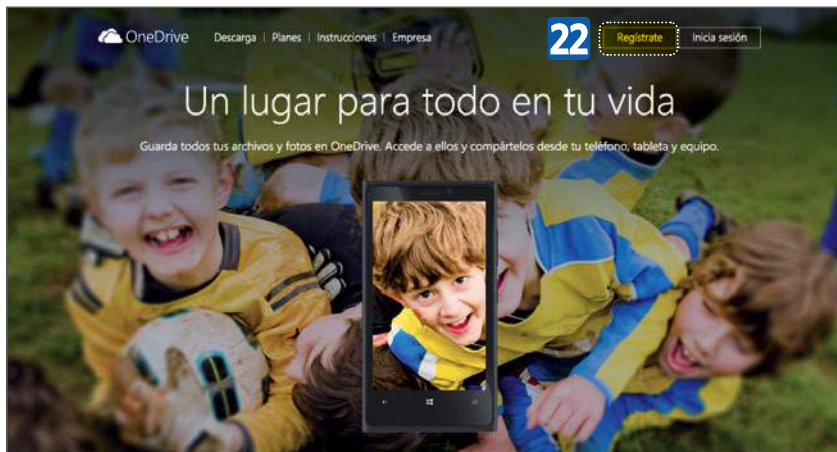 OneDrive Descarga | Planes | Instrucciones | Empresa 22 Regístrate Inicia sesión
Un lugar para todo en tu vida
Guarda todos tus archivos y fotos en OneDrive. Accede a ellos y compártelos desde tu teléfono, tableta y equipo.